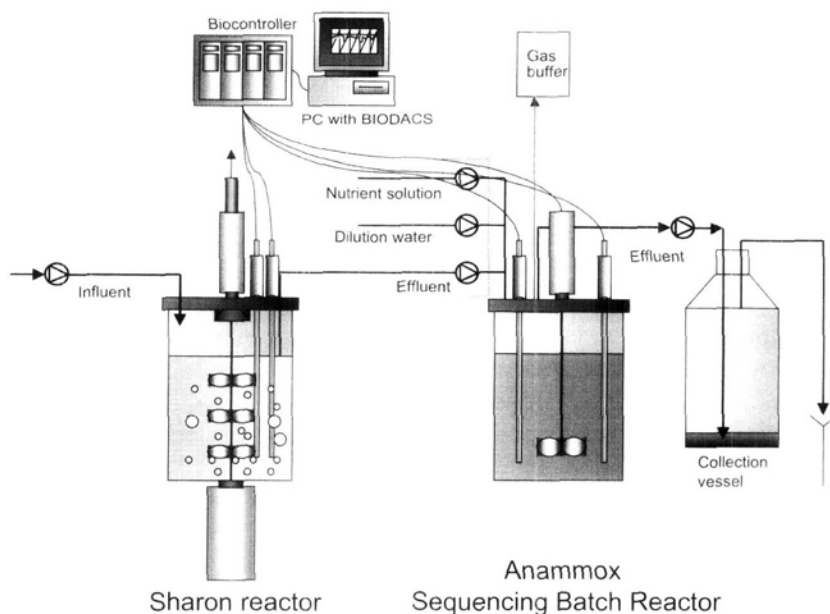 Biocontroller
PC with BIODACS
Gas
buffer
Nutrient solution
Dilution water
Influent
Effluent
Effluent
Collection
vessel
Sharon reactor
Anammox
Sequencing Batch Reactor